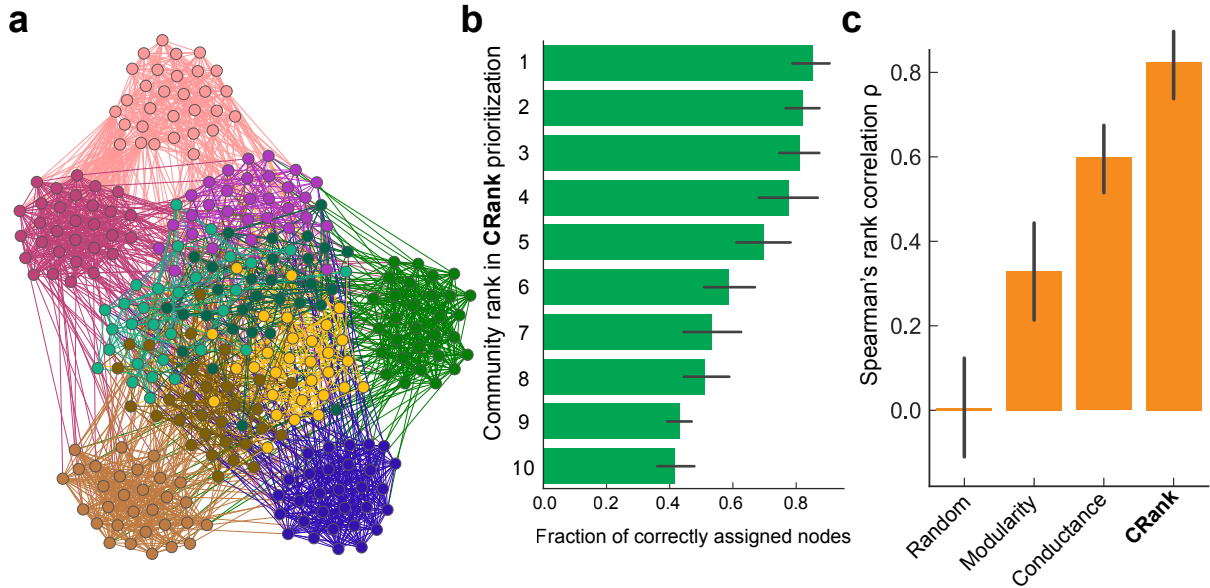 a
b
Community rank in CRank prioritization
1
2
3
4
5
6
7
8
9
10
0.0 0.2 0.4 0.6 0.8
Fraction of correctly assigned nodes
c
Spearman's rank correlation ρ
0.8
0.6
0.4
0.2
0.0
Random
Modularity
Conductance
CRank